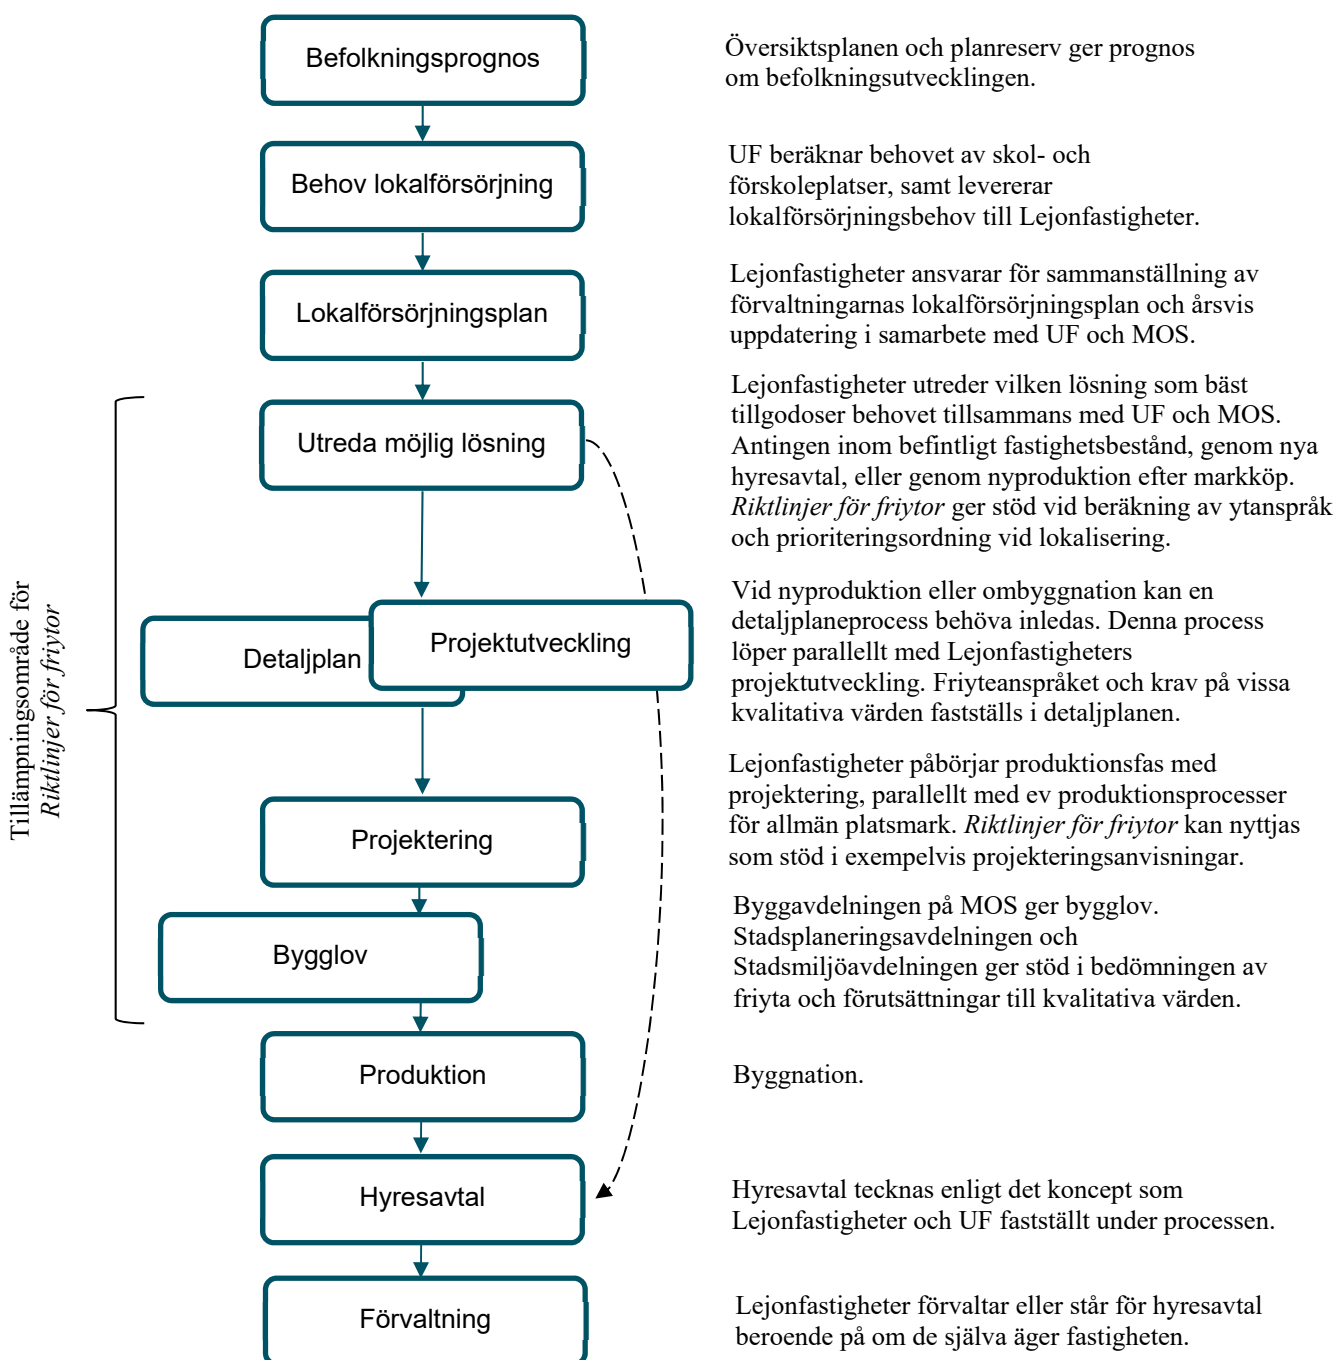 Befolkningsprognos
Översiktsplanen och planreserv ger prognos
om befolkningsutvecklingen.
Behov lokalförsörjning
UF beräknar behovet av skol- och
förskoleplatser, samt levererar
lokalförsörjningsbehov till Lejonfastigheter.
Lokalförsörjningsplan
Lejonfastigheter ansvarar för sammanställning av
förvaltningarnas lokalförsörjningsplan och årsvis
uppdatering i samarbete med UF och MOS.
Utreda möjlig lösning
Lejonfastigheter utreder vilken lösning som bäst
tillgodoser behovet tillsammans med UF och MOS.
Antingen inom befintligt fastighetsbestånd, genom nya
hyresavtal, eller genom nyproduktion efter markköp.
Riktlinjer för friytor ger stöd vid beräkning av ytanspråk
och prioriteringsordning vid lokalisering.
Tillämpningsområde för
Riktlinjer för friytor
Detaljplan
Projektutveckling
Vid nyproduktion eller ombyggnation kan en
detaljplaneprocess behöva inledas. Denna process
löper parallellt med Lejonfastigheters
projektutveckling. Friyteanspråket och krav på vissa
kvalitativa värden fastställs i detaljplanen.
Projektering
Lejonfastigheter påbörjar produktionsfas med
projektering, parallellt med ev produktionsprocesser
för allmän platsmark. Riktlinjer för friytor kan nyttjas
som stöd i exempelvis projekteringsanvisningar.
Bygglov
Byggavdelningen på MOS ger bygglov.
Stadsplaneringsavdelningen och
Stadsmiljöavdelningen ger stöd i bedömningen av
friyta och förutsättningar till kvalitativa värden.
Produktion
Byggnation.
Hyresavtal
Hyresavtal tecknas enligt det koncept som
Lejonfastigheter och UF fastställt under processen.
Förvaltning
Lejonfastigheter förvaltar eller står för hyresavtal
beroende på om de själva äger fastigheten.